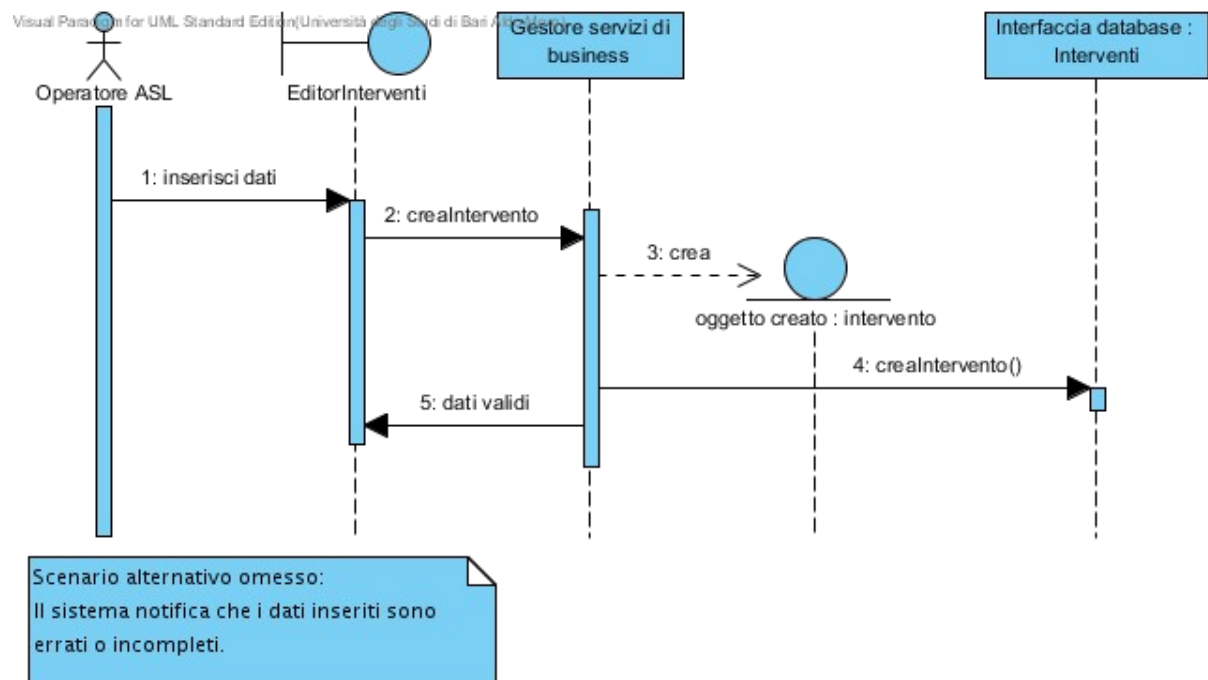 Visual Paradigm for UML Standard Edition(Università degli Studi di Bari Aldo Moro)
Operatore ASL
EditorInterventi
Gestore servizi di
business
Interfaccia database :
Interventi
1: inserisci dati
2: creaIntervento
3: crea
oggetto creato : intervento
4: creaIntervento()
5: dati validi
Scenario alternativo omesso:
Il sistema notifica che i dati inseriti sono
errati o incompleti.